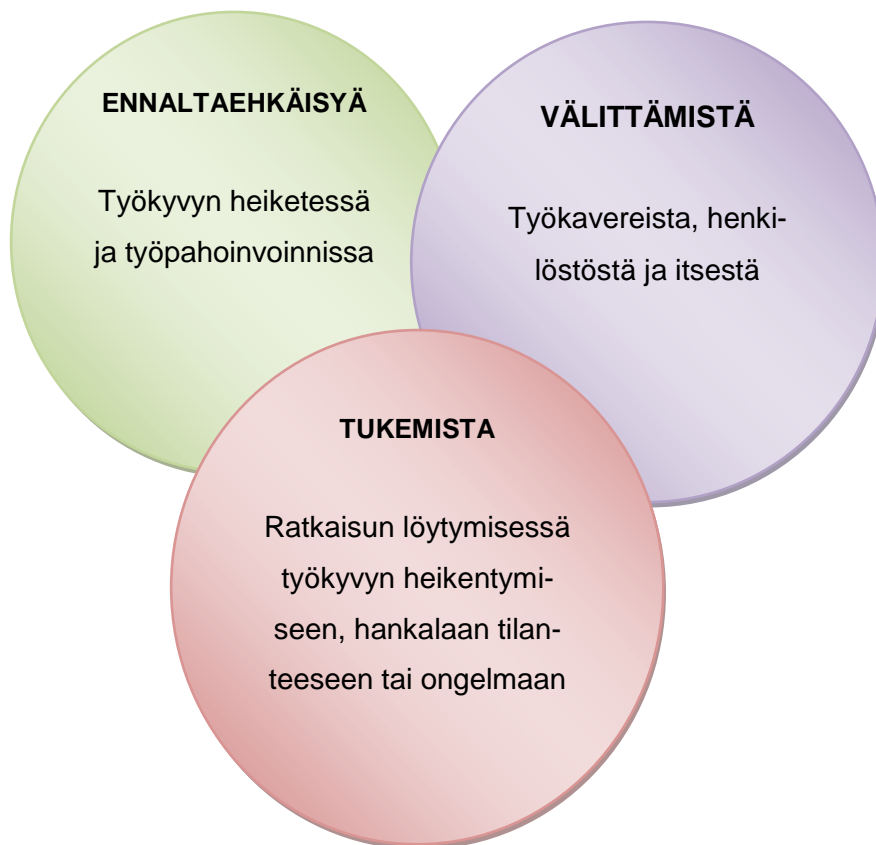 ENNALTAEHKÄISYÄ
Työkyvyn heiketessä
ja työpahoinvoinnissa
VÄLITTÄMISTÄ
Työkavereista, henki-
löstöstä ja itsestä
TUKEMISTA
Ratkaisun löytymisessä
työkyvyn heikentymi-
seen, hankalaan tilan-
teeseen tai ongelmaan